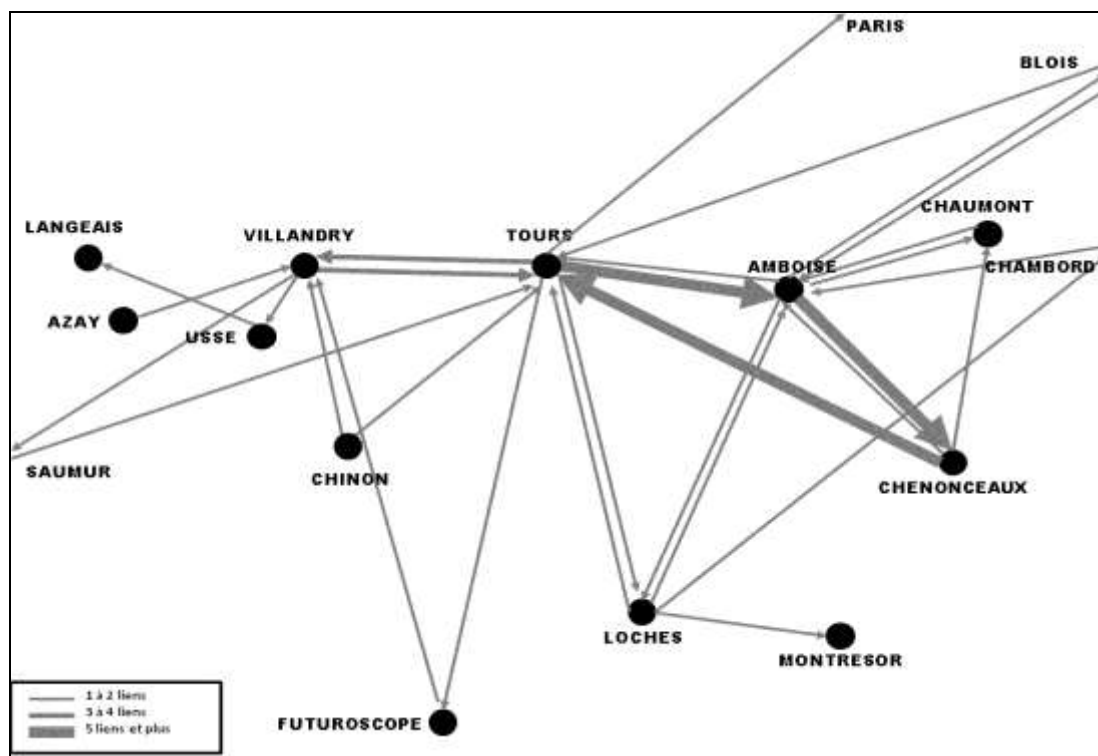 PARIS
BLOIS
CHAUMONT
LANGEAIS
VILLANDRY
TOURS
AMBOISE
CHAMBORD
AZAY
USSE
SAUMUR
CHINON
CHENONCEAUX
LOCHES
MONTRESOR
FUTUROSCOPE
1 à 2 liens
3 à 4 liens
5 liens et plus